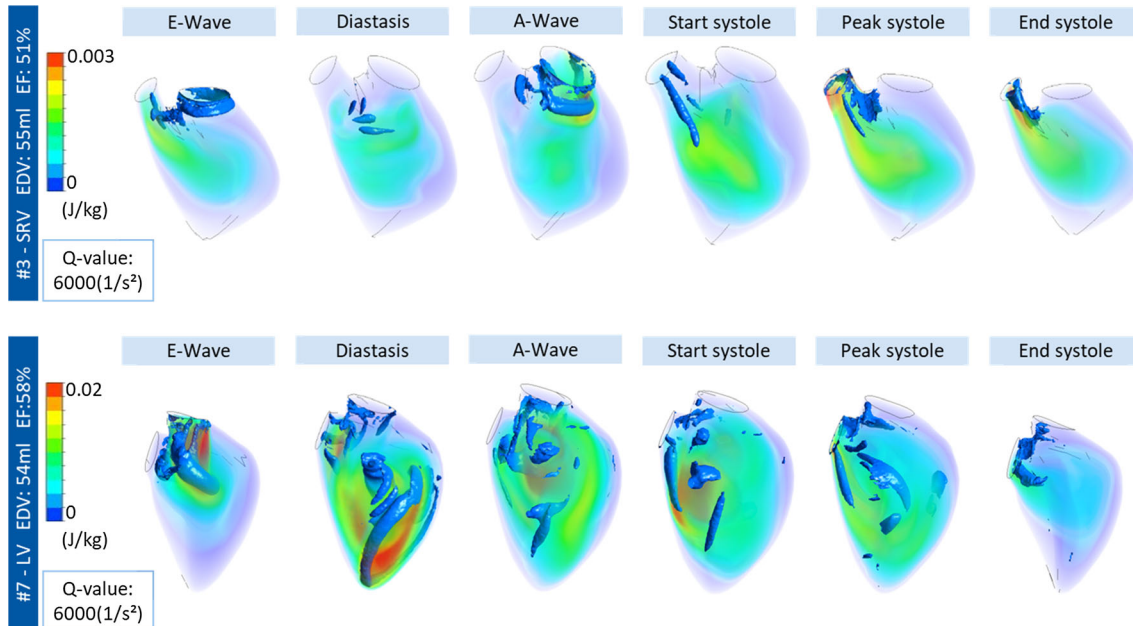 E-Wave
Diastasis
A-Wave
Start systole
Peak systole
End systole
#3 - SRV EDV: 55ml EF: 51%
0.003
0
(J/kg)
Q-value:
6000(1/s²)
E-Wave
Diastasis
A-Wave
Start systole
Peak systole
End systole
#7 - LV EDV: 54ml EF:58%
0.02
0
(J/kg)
Q-value:
6000(1/s²)